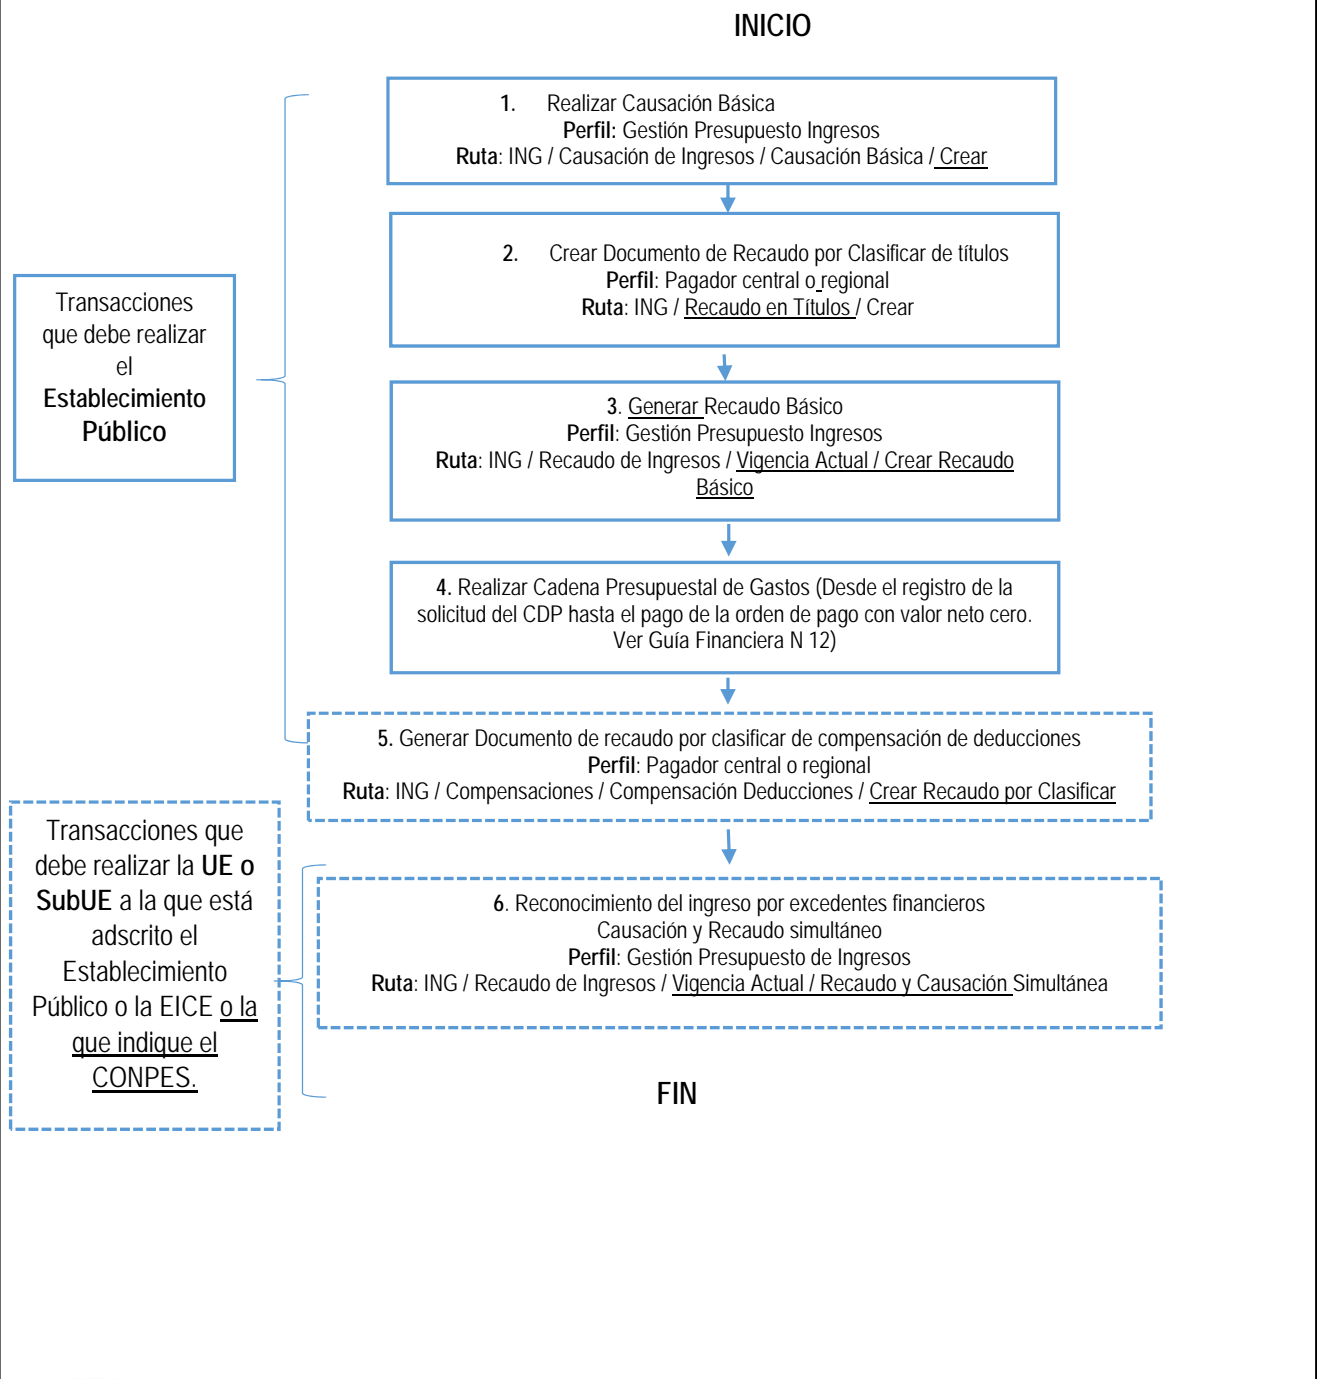 INICIO
1. Realizar Causación Básica
Perfil: Gestión Presupuesto Ingresos
Ruta: ING / Causación de Ingresos / Causación Básica / Crear
2. Crear Documento de Recaudo por Clasificar de títulos
Perfil: Pagador central o regional
Ruta: ING / Recaudo en Títulos / Crear
Transacciones
que debe realizar
el
Establecimiento
Público
3. Generar Recaudo Básico
Perfil: Gestión Presupuesto Ingresos
Ruta: ING / Recaudo de Ingresos / Vigencia Actual / Crear Recaudo
Básico
4. Realizar Cadena Presupuestal de Gastos (Desde el registro de la
solicitud del CDP hasta el pago de la orden de pago con valor neto cero.
Ver Guía Financiera N 12)
5. Generar Documento de recaudo por clasificar de compensación de deducciones
Perfil: Pagador central o regional
Ruta: ING / Compensaciones / Compensación Deducciones / Crear Recaudo por Clasificar
Transacciones que
debe realizar la UE o
SubUE a la que está
adscrito el
Establecimiento
Público o la EICE o la
que indique el
CONPES.
6. Reconocimiento del ingreso por excedentes financieros
Causación y Recaudo simultáneo
Perfil: Gestión Presupuesto de Ingresos
Ruta: ING / Recaudo de Ingresos / Vigencia Actual / Recaudo y Causación Simultánea
FIN